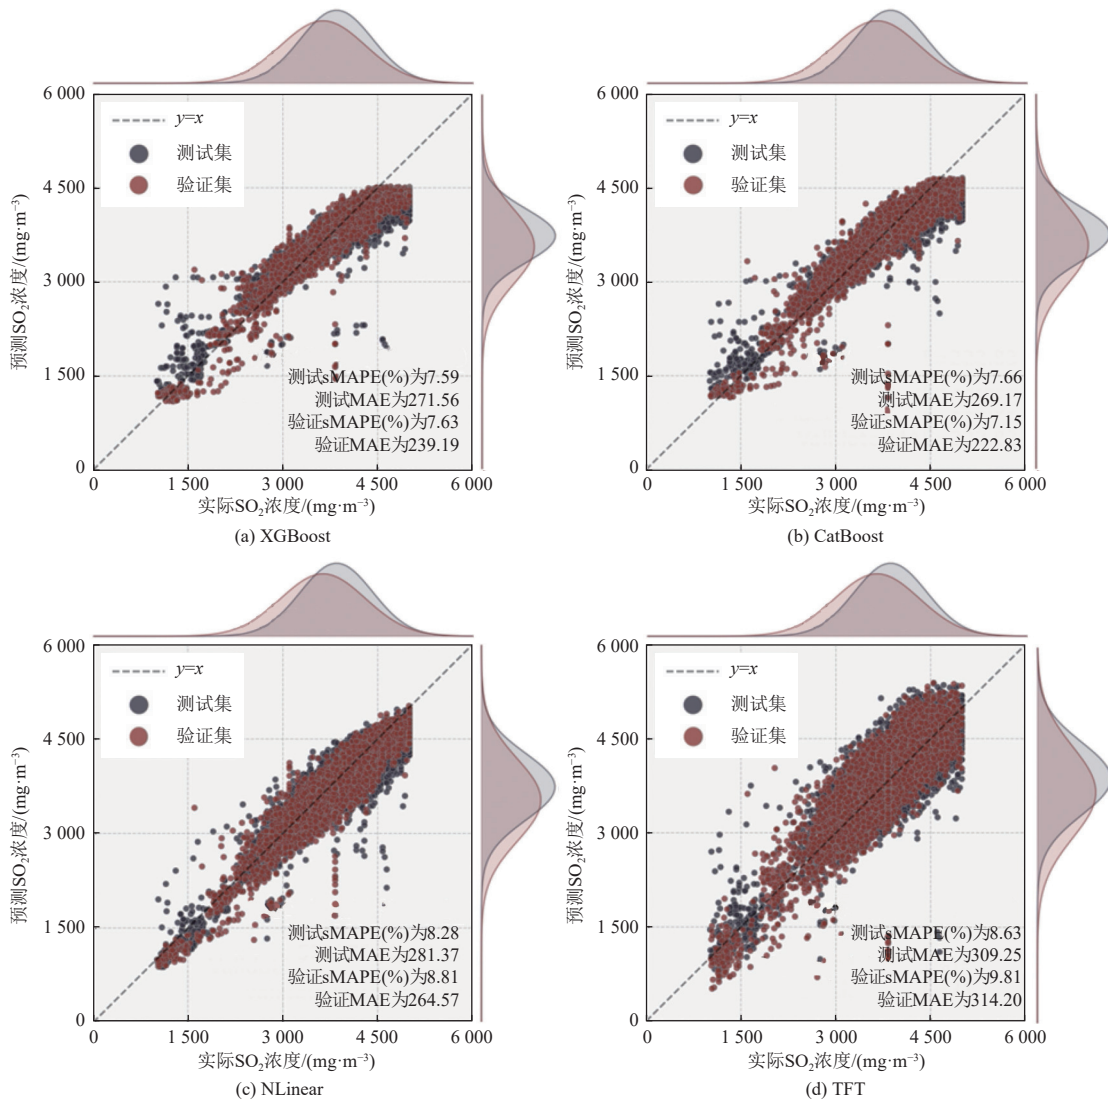 6 000
y=x
测试集
验证集
4 500
3 000
1 500
0
预测SO₂浓度/(mg·m⁻³)
测试sMAPE(%)为7.59
测试MAE为271.56
验证sMAPE(%)为7.63
验证MAE为239.19
0 1 500 3 000 4 500 6 000
实际SO₂浓度/(mg·m⁻³)
(a) XGBoost
6 000
y=x
测试集
验证集
4 500
3 000
1 500
0
预测SO₂浓度/(mg·m⁻³)
测试sMAPE(%)为7.66
测试MAE为269.17
验证sMAPE(%)为7.15
验证MAE为222.83
0 1 500 3 000 4 500 6 000
实际SO₂浓度/(mg·m⁻³)
(b) CatBoost
6 000
y=x
测试集
验证集
4 500
3 000
1 500
0
预测SO₂浓度/(mg·m⁻³)
测试sMAPE(%)为8.28
测试MAE为281.37
验证sMAPE(%)为8.81
验证MAE为264.57
0 1 500 3 000 4 500 6 000
实际SO₂浓度/(mg·m⁻³)
(c) NLinear
6 000
y=x
测试集
验证集
4 500
3 000
1 500
0
预测SO₂浓度/(mg·m⁻³)
测试sMAPE(%)为8.63
测试MAE为309.25
验证sMAPE(%)为9.81
验证MAE为314.20
0 1 500 3 000 4 500 6 000
实际SO₂浓度/(mg·m⁻³)
(d) TFT